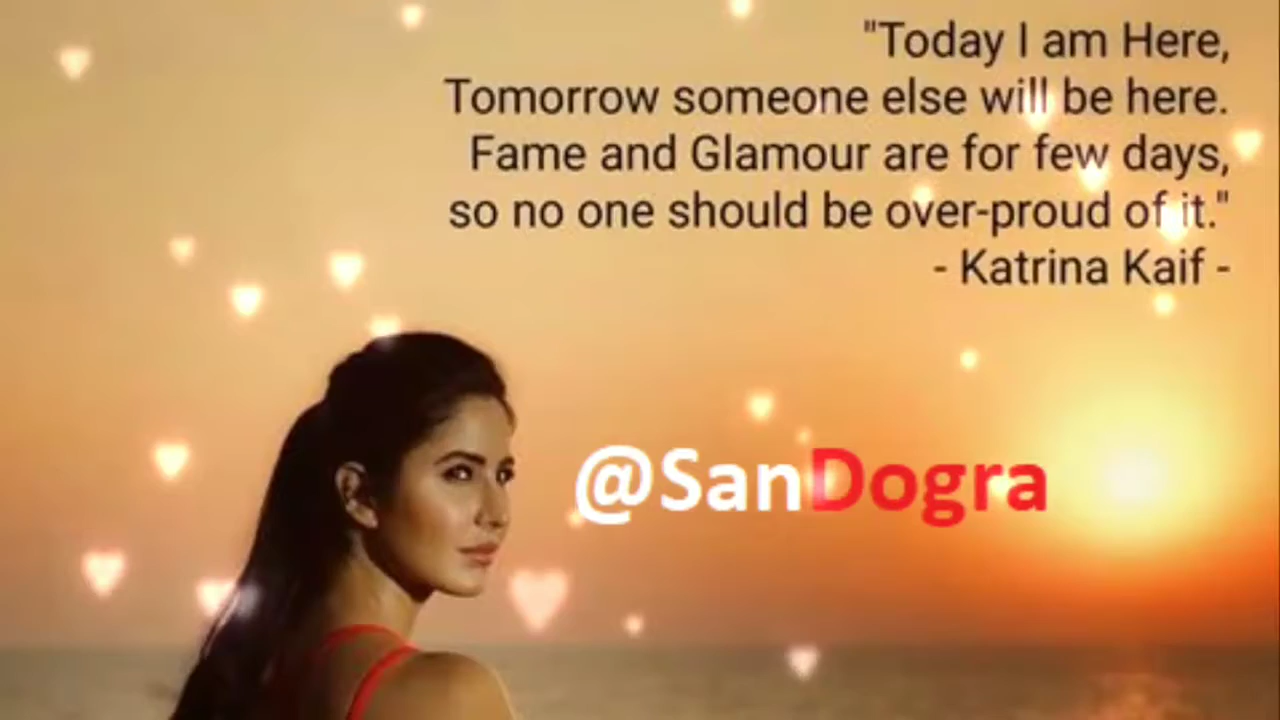 "Today I am Here,
Tomorrow someone else will be here.
Fame and Glamour are for few days,
so no one should be over-proud of it."
- Katrina Kaif -
@SanDogra